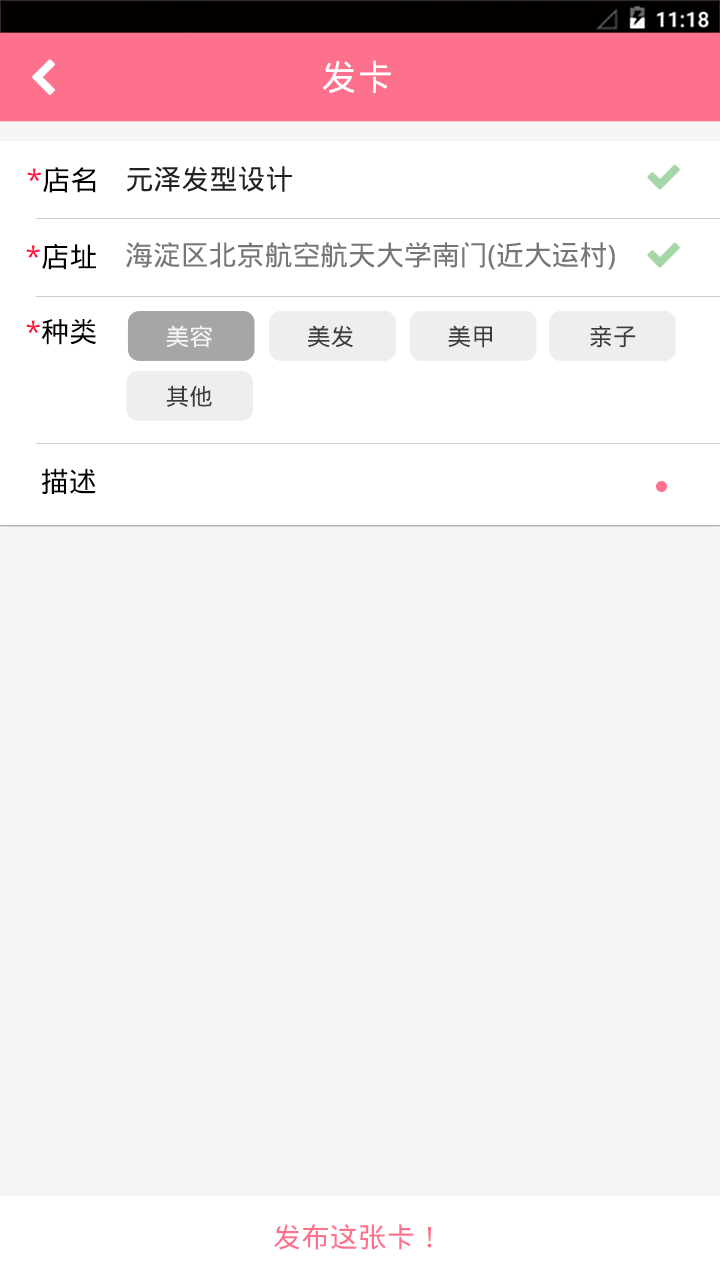 11:18
发卡
*店名 元泽发型设计
*店址 海淀区北京航空航天大学南门(近大运村)
*种类 美容 美发 美甲 亲子
其他
描述
发布这张卡！